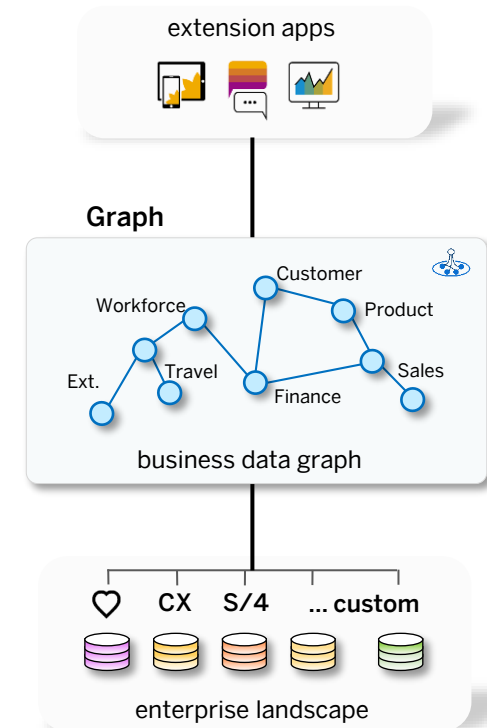 extension apps
Graph
Customer
Workforce
Product
Travel
Sales
Ext.
Finance
business data graph
CX S/4 ... custom
enterprise landscape